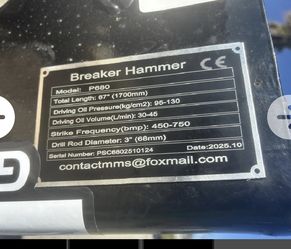 Breaker Hammer CE
Model: P680
Total Length: 67" (1700mm)
Driving Oil Pressure(kg/cm2): 95-130
Driving Oil Volume(L/min): 30-45
Strike Frequency(bmp): 450-750
Drill Rod Diameter: 3" (68mm)
Serial Number: PSC6802510124 Date:2025.10
contactmms@foxmail.com